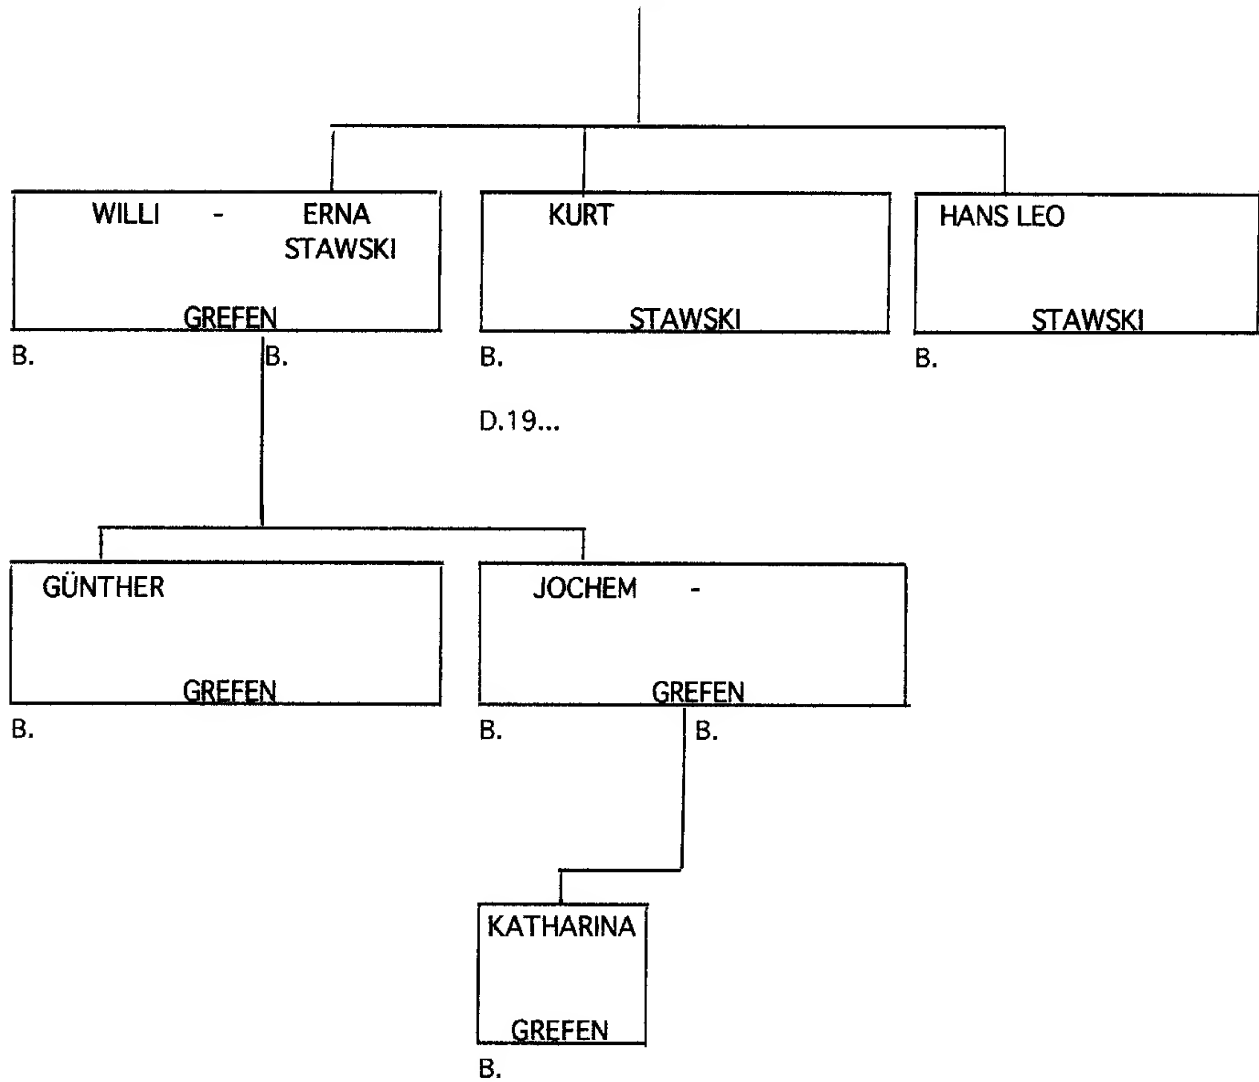 WILLI - ERNA
STAWSKI
GREFEN
B. B.
KURT
STAWSKI
B.
D.19...
HANS LEO
STAWSKI
B.
GÜNTHER
GREFEN
B.
JOCHEM -
GREFEN
B. B.
KATHARINA
GREFEN
B.